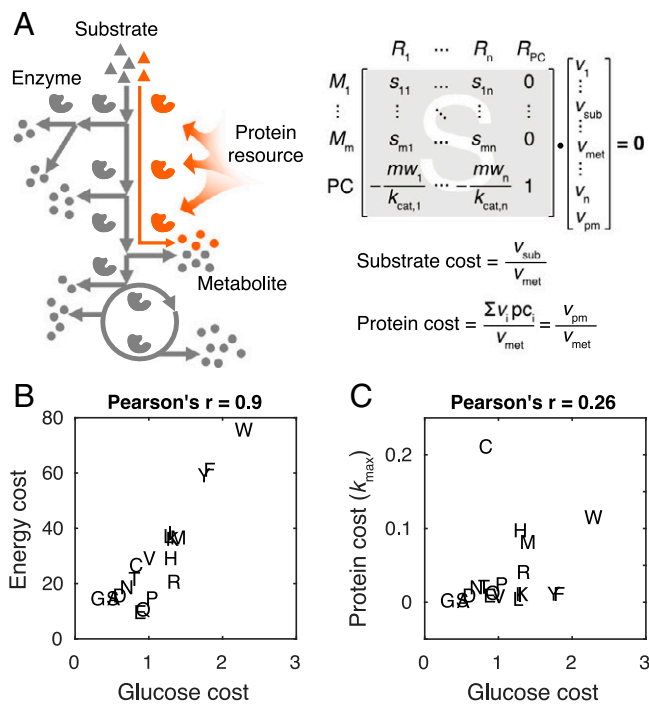 A
Substrate
Enzyme
Protein
resource
Metabolite
R1 ⋯ Rn RPC
M1 s11 ⋯ s1n 0
⋮ ⋮ ⋱ ⋮ ⋮
Mm sm1 ⋯ smn 0
PC −mw1/kcat,1 ⋯ −mwn/kcat,n 1
S
v1
⋮
vsub
⋮
vmet
⋮
vn
vpm
• = 0
Substrate cost = vsub/vmet
Protein cost = Σvi pci/vmet = vpm/vmet
B
Pearson's r = 0.9
Energy cost
80
60
40
20
0
W
Y F
M
H
V
C
T
N
R
P
G S D
Q
0 1 2 3
Glucose cost
C
Pearson's r = 0.26
Protein cost (kmax)
0.2
0.1
0
C
W
H
M
R
P
N T
G D
V
K
Y F
0 1 2 3
Glucose cost